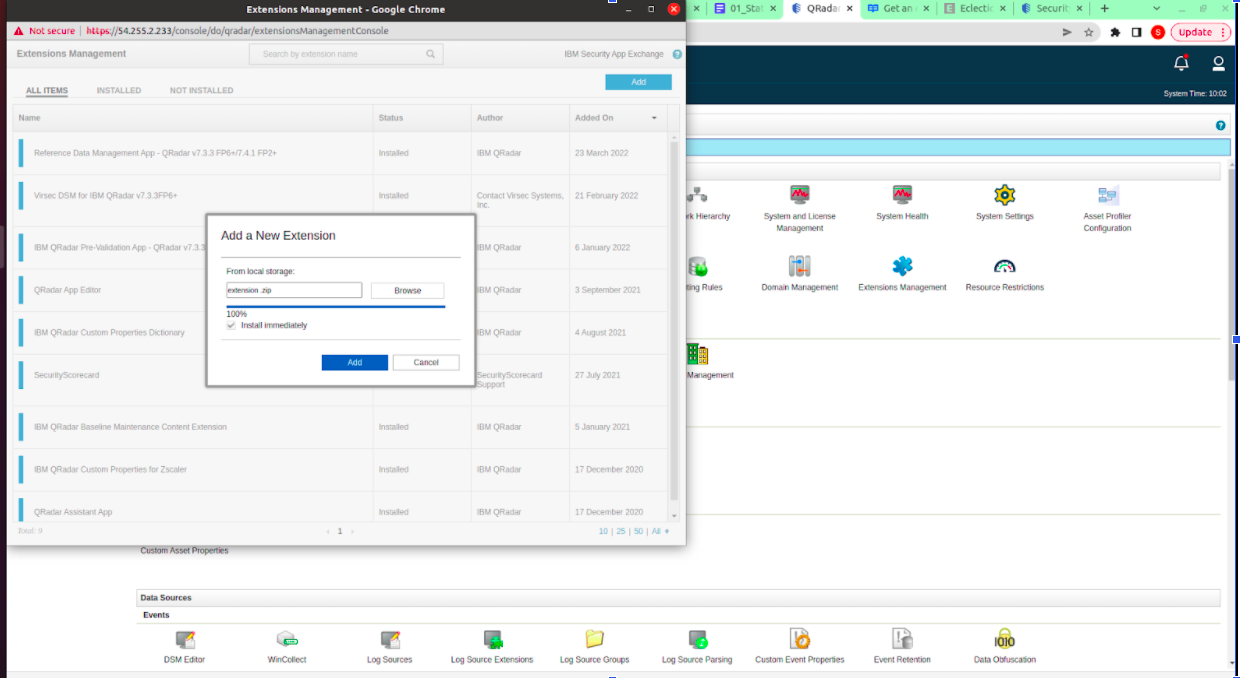 Extensions Management - Google Chrome
Not secure | https://54.255.2.233/console/do/qradar/extensionsManagementConsole
Extensions Management
Search by extension name
IBM Security App Exchange
Add
ALL ITEMS
INSTALLED
NOT INSTALLED
Name Status Author Added On
Reference Data Management App - QRadar v7.3.3 FP6+/7.4.1 FP2+ Installed IBM QRadar 23 March 2022
Virsec DSM for IBM QRadar v7.3.3FP6+ Installed Contact Virsec Systems, 21 February 2022
Inc.
IBM QRadar Pre-Validation App - QRadar v7.3.3 IBM QRadar 6 January 2022
QRadar App Editor IBM QRadar 3 September 2021
IBM QRadar Custom Properties Dictionary IBM QRadar 4 August 2021
SecurityScorecard SecurityScorecard 27 July 2021
Support
IBM QRadar Baseline Maintenance Content Extension Installed IBM QRadar 5 January 2021
IBM QRadar Custom Properties for Zscaler Installed IBM QRadar 17 December 2020
QRadar Assistant App Installed IBM QRadar 17 December 2020
Total: 9
1
10 | 25 | 50 | All
Add a New Extension
From local storage:
extension .zip
Browse
100%
Install immediately
Add
Cancel
01_Stat
QRadar
Get an
Eclectic
Security
S
Update
System Time: 10:02
rk Hierarchy
System and License
Management
System Health
System Settings
Asset Profiler
Configuration
ting Rules
Domain Management
Extensions Management
Resource Restrictions
Management
Custom Asset Properties
Data Sources
Events
DSM Editor
WinCollect
Log Sources
Log Source Extensions
Log Source Groups
Log Source Parsing
Custom Event Properties
Event Retention
Data Obfuscation